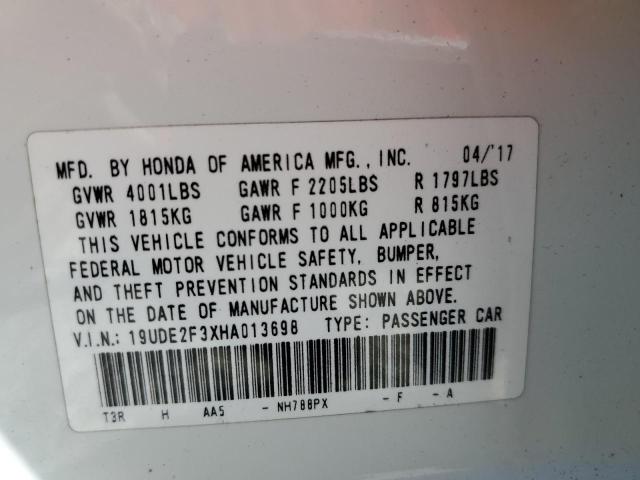 MFD. BY HONDA OF AMERICA MFG., INC. 04/'17
GVWR 4001LBS GAWR F 2205LBS R 1797LBS
GVWR 1815KG GAWR F 1000KG R 815KG
THIS VEHICLE CONFORMS TO ALL APPLICABLE
FEDERAL MOTOR VEHICLE SAFETY, BUMPER,
AND THEFT PREVENTION STANDARDS IN EFFECT
ON THE DATE OF MANUFACTURE SHOWN ABOVE.
V.I.N.: 19UDE2F3XHA013698 TYPE: PASSENGER CAR
T3R H AA5 - NH788PX - F - A